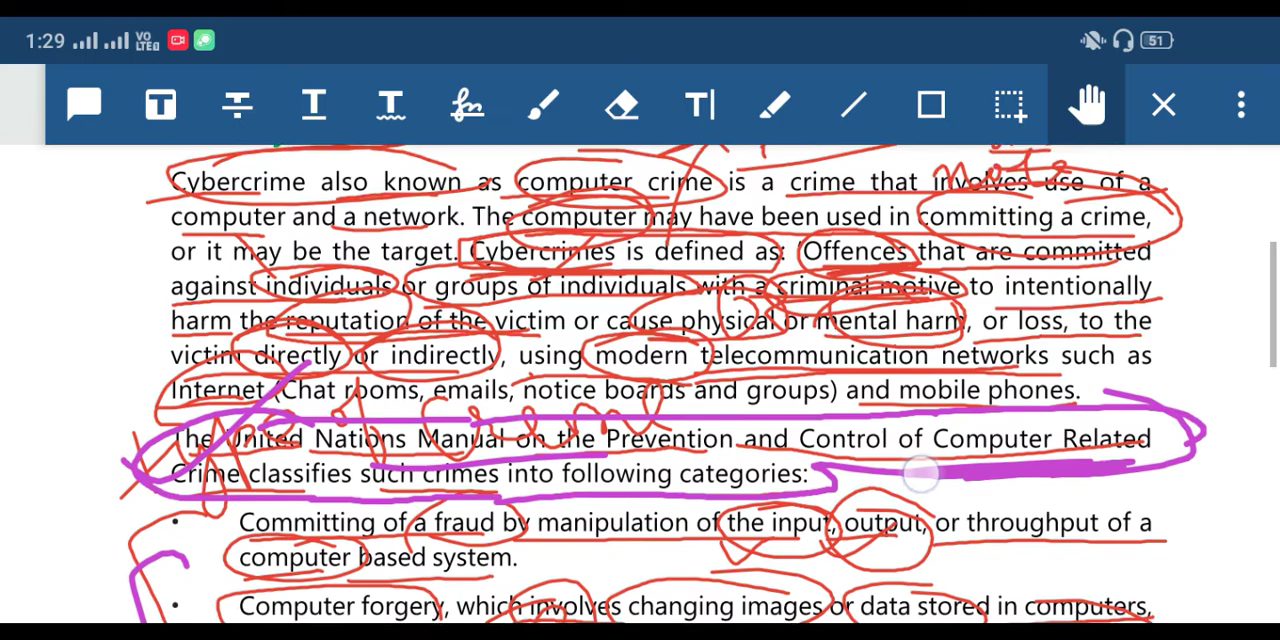 1:29 VO LTE 51
T T T T T|
note
Cybercrime also known as computer crime is a crime that involves use of a
computer and a network. The computer may have been used in committing a crime,
or it may be the target. Cybercrimes is defined as: (Offences that are committed
against individuals or groups of individuals with a criminal motive to intentionally
harm the reputation of the victim or cause physical or mental harm, or loss, to the
victim directly or indirectly, using modern telecommunication networks such as
Internet (Chat rooms, emails, notice boards and groups) and mobile phones.
Type of Creime
The United Nations Manual on the Prevention and Control of Computer Related
Crime classifies such crimes into following categories:
• Committing of a fraud by manipulation of the input, output, or throughput of a
computer based system.
• Computer forgery, which involves changing images or data stored in computers,